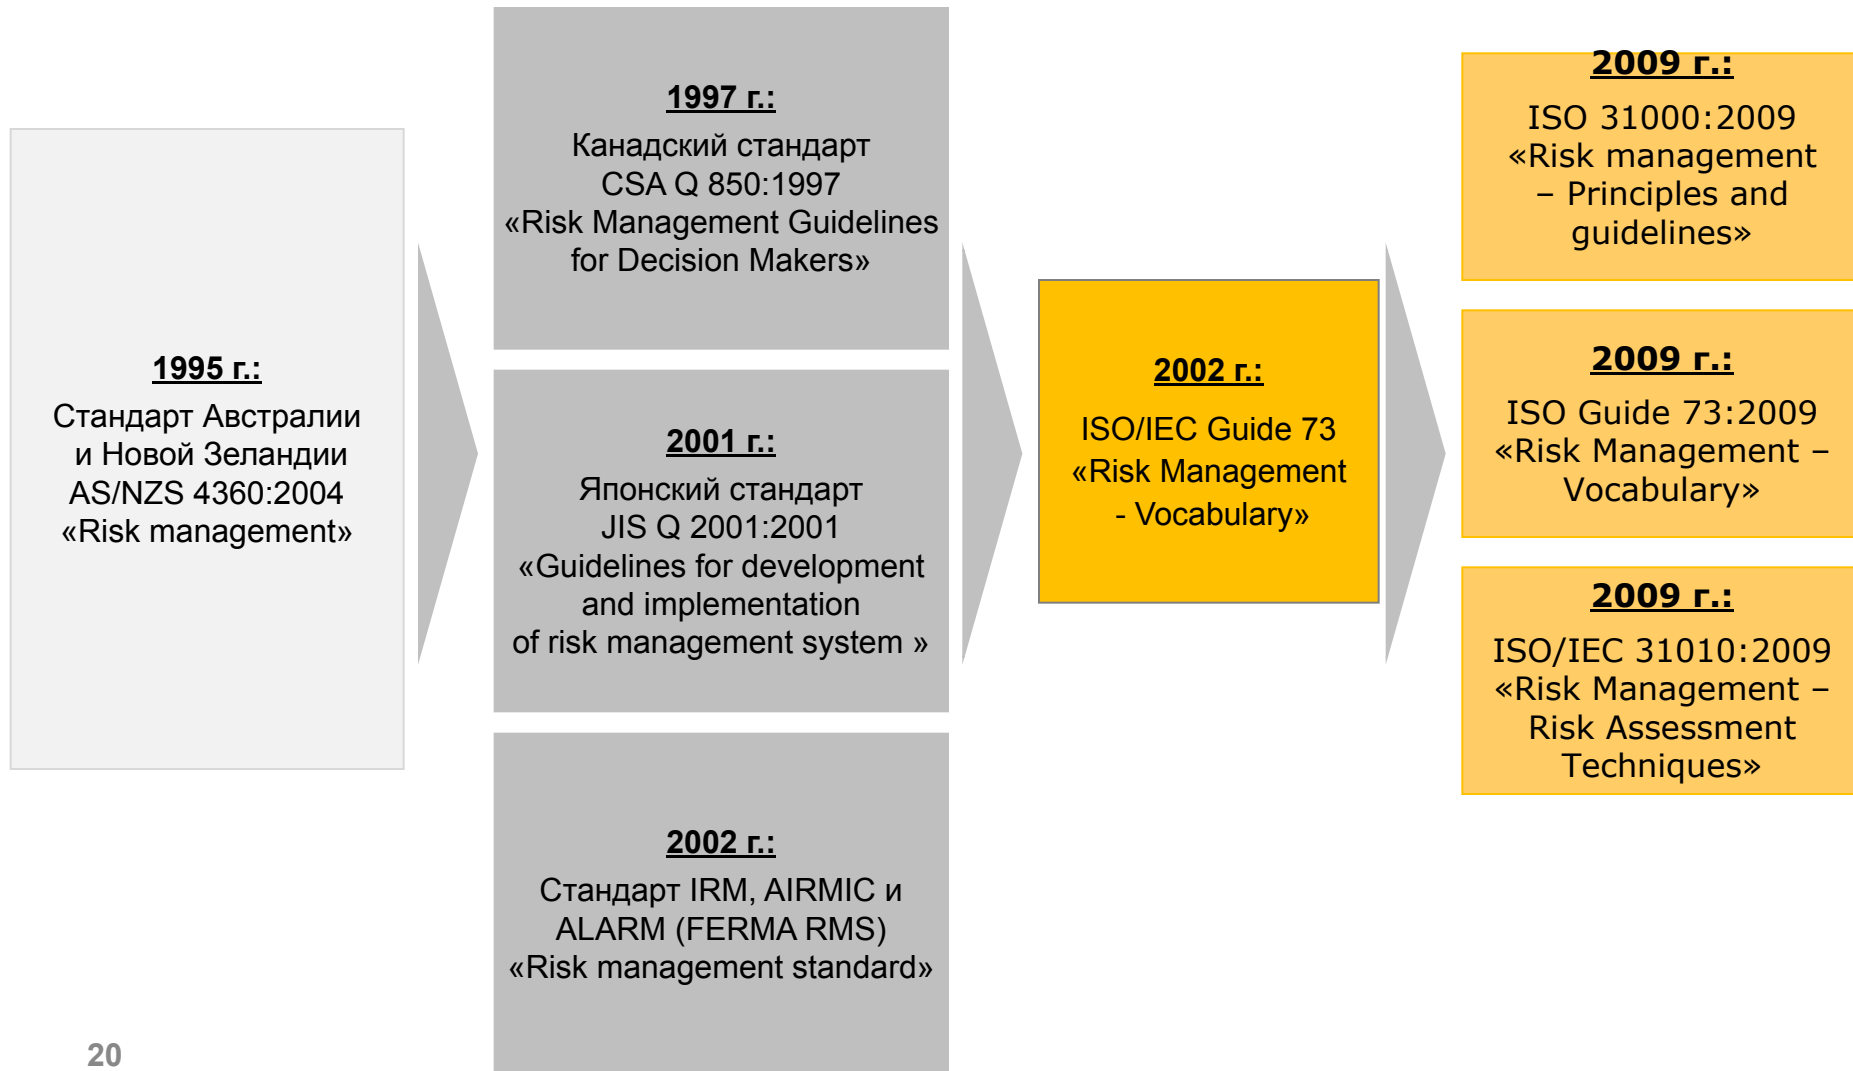 1995 г.:
Стандарт Австралии
и Новой Зеландии
AS/NZS 4360:2004
«Risk management»
1997 г.:
Канадский стандарт
CSA Q 850:1997
«Risk Management Guidelines
for Decision Makers»
2001 г.:
Японский стандарт
JIS Q 2001:2001
«Guidelines for development
and implementation
of risk management system »
2002 г.:
Стандарт IRM, AIRMIC и
ALARM (FERMA RMS)
«Risk management standard»
2002 г.:
ISO/IEC Guide 73
«Risk Management
- Vocabulary»
2009 г.:
ISO 31000:2009
«Risk management
– Principles and
guidelines»
2009 г.:
ISO Guide 73:2009
«Risk Management –
Vocabulary»
2009 г.:
ISO/IEC 31010:2009
«Risk Management –
Risk Assessment
Techniques»
20